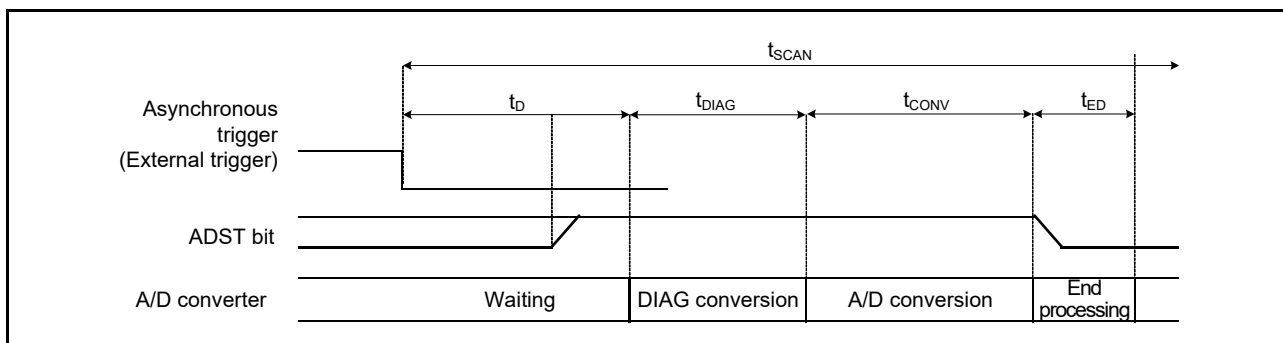 tSCAN
tD
tDIAG
tCONV
tED
Asynchronous
trigger
(External trigger)
ADST bit
A/D converter
Waiting
DIAG conversion
A/D conversion
End
processing